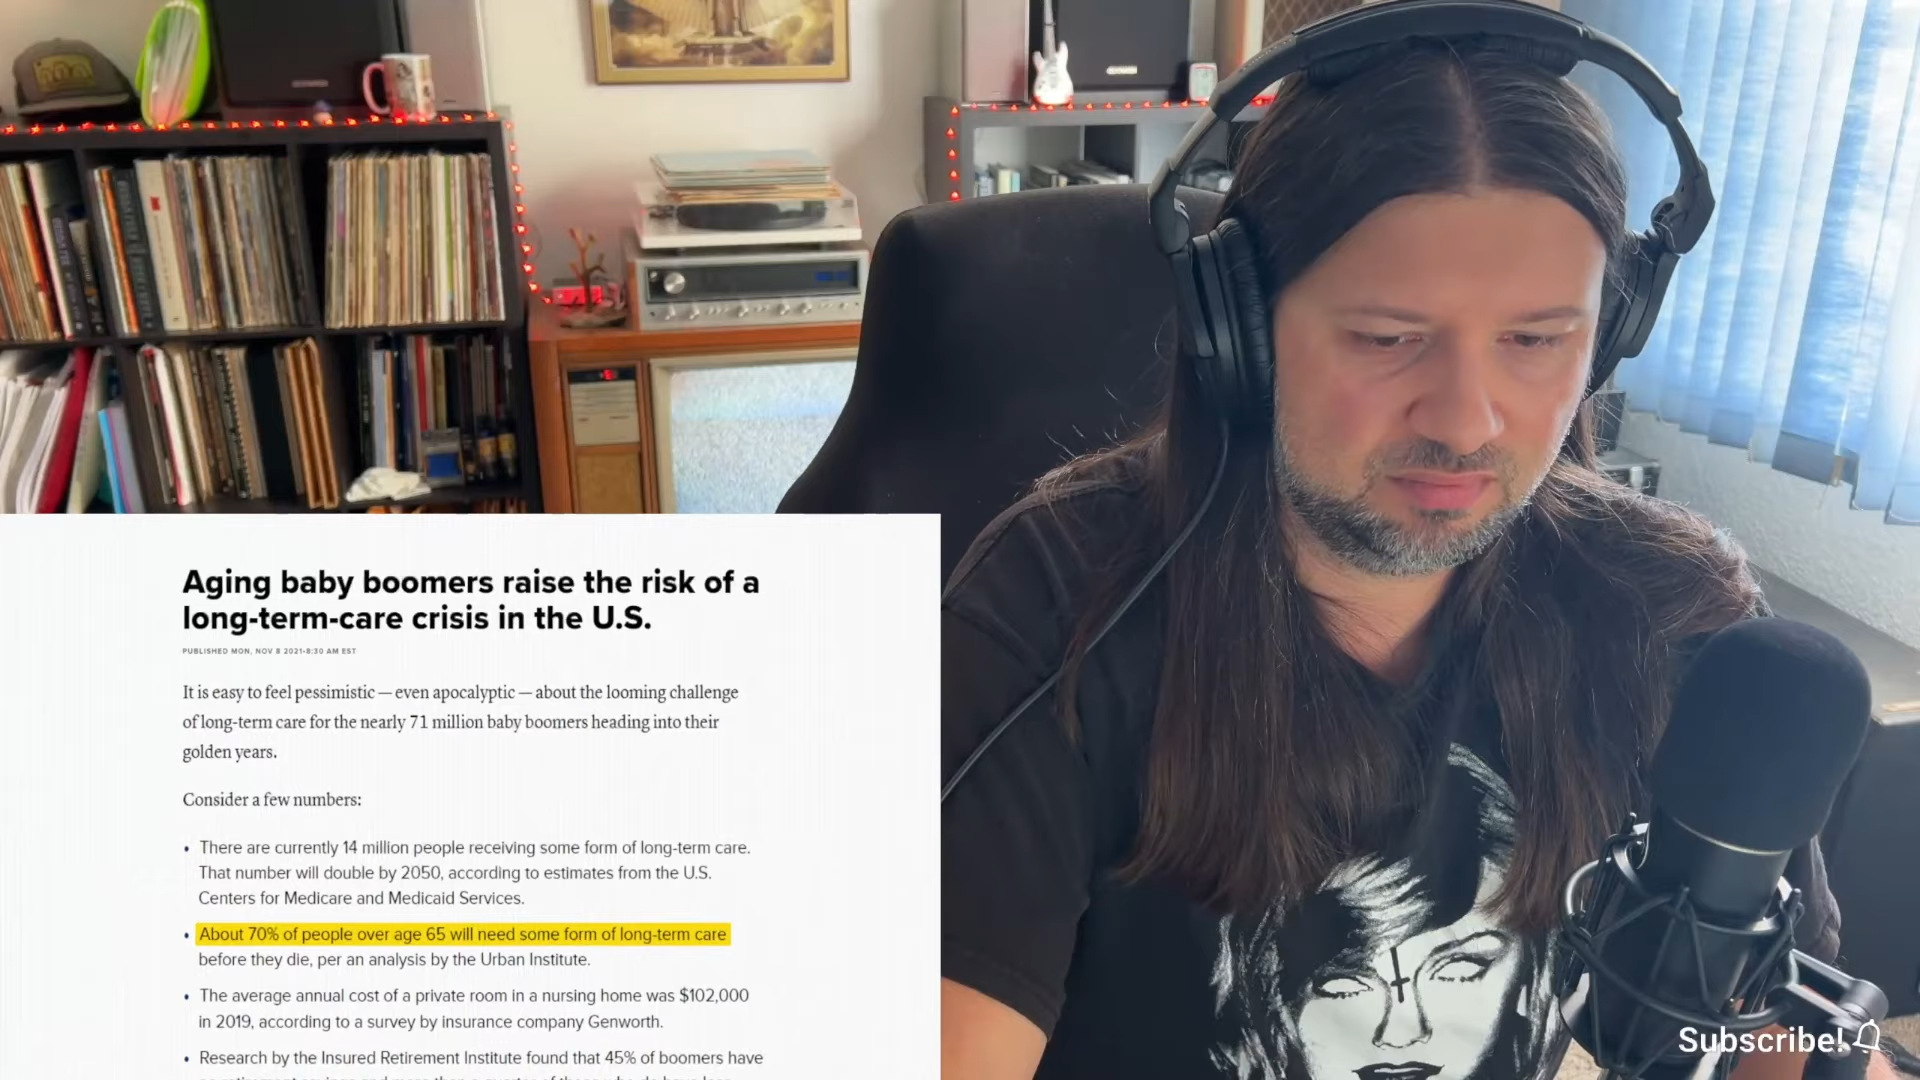 Aging baby boomers raise the risk of a
long-term-care crisis in the U.S.
PUBLISHED MON, NOV 8 2021•8:30 AM EST
It is easy to feel pessimistic — even apocalyptic — about the looming challenge
of long-term care for the nearly 71 million baby boomers heading into their
golden years.
Consider a few numbers:
• There are currently 14 million people receiving some form of long-term care.
That number will double by 2050, according to estimates from the U.S.
Centers for Medicare and Medicaid Services.
• About 70% of people over age 65 will need some form of long-term care
before they die, per an analysis by the Urban Institute.
• The average annual cost of a private room in a nursing home was $102,000
in 2019, according to a survey by insurance company Genworth.
• Research by the Insured Retirement Institute found that 45% of boomers have
Subscribe!